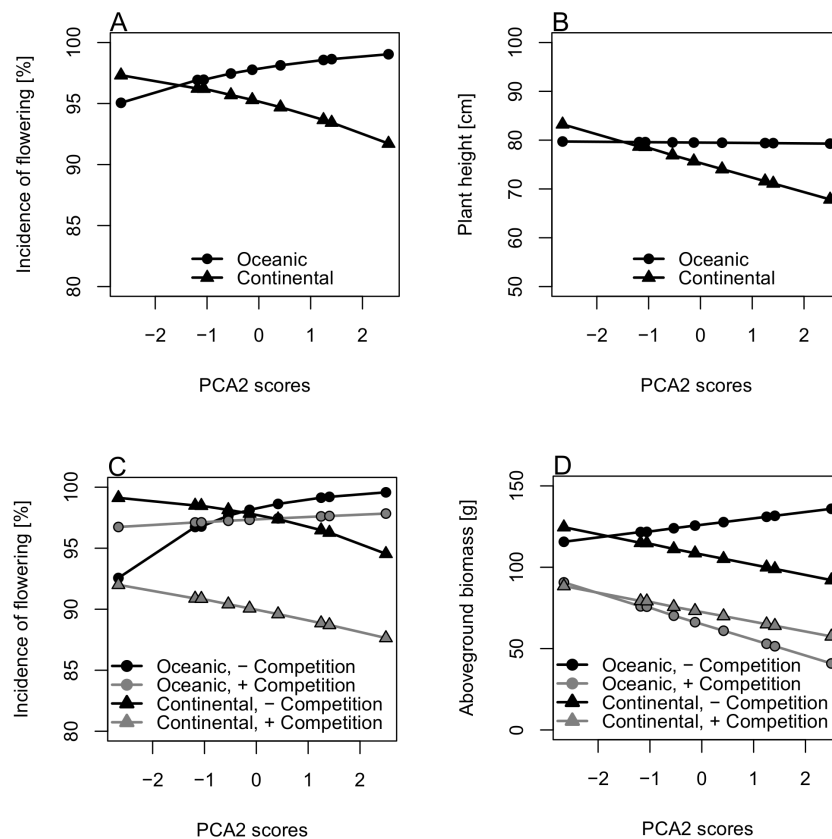 A
Incidence of flowering [%]
100
95
90
85
80
Oceanic
Continental
−2 −1 0 1 2
PCA2 scores
B
Plant height [cm]
100
90
80
70
60
50
Oceanic
Continental
−2 −1 0 1 2
PCA2 scores
C
Incidence of flowering [%]
100
95
90
85
80
Oceanic, − Competition
Oceanic, + Competition
Continental, − Competition
Continental, + Competition
−2 −1 0 1 2
PCA2 scores
D
Aboveground biomass [g]
150
100
50
0
Oceanic, − Competition
Oceanic, + Competition
Continental, − Competition
Continental, + Competition
−2 −1 0 1 2
PCA2 scores